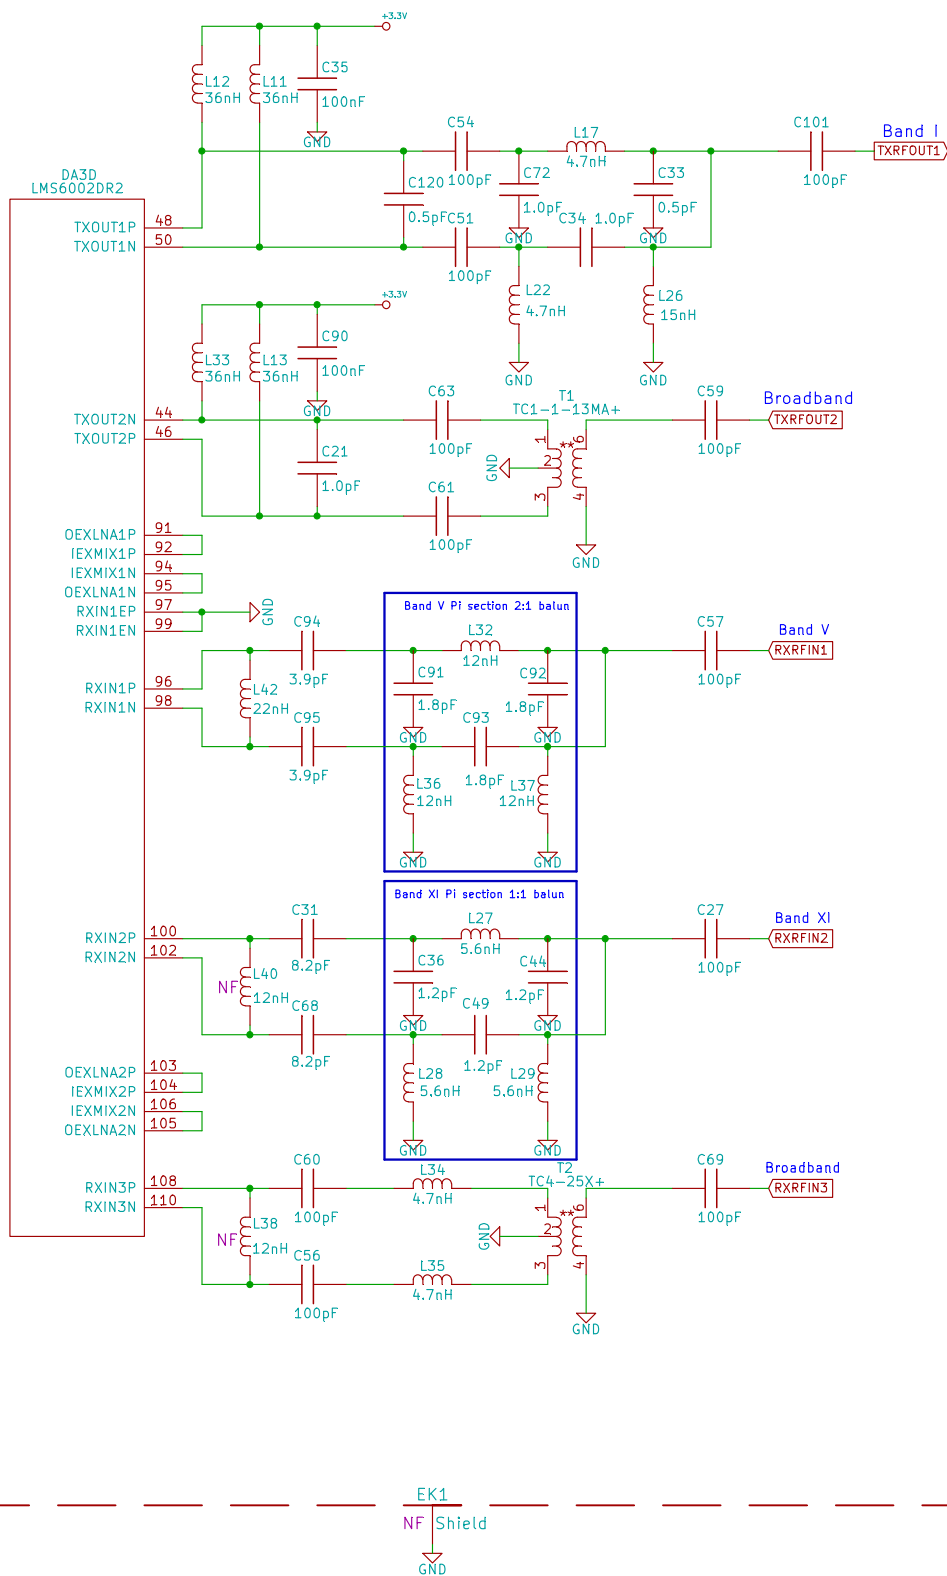 +3.3V
L12
36nH
L11
36nH
C35
100nF
GND
C54
100pF
L17
4.7nH
C101
100pF
Band I
TXRFOUT1
DA3D
LMS6002DR2
C120
0.5pF
C72
1.0pF
GND
C33
0.5pF
GND
TXOUT1P
48
TXOUT1N
50
C51
100pF
C34
1.0pF
L22
4.7nH
GND
L26
15nH
GND
+3.3V
L33
36nH
L13
36nH
C90
100nF
GND
TXOUT2N
44
TXOUT2P
46
C63
100pF
T1
TC1-1-13MA+
1
2
3
**
6
4
GND
C59
100pF
Broadband
TXRFOUT2
C21
1.0pF
C61
100pF
GND
OEXLNA1P
91
IEXMIX1P
92
IEXMIX1N
94
OEXLNA1N
95
RXIN1EP
97
RXIN1EN
99
GND
Band V Pi section 2:1 balun
C94
3.9pF
L32
12nH
C57
100pF
Band V
RXRFIN1
RXIN1P
96
RXIN1N
98
L42
22nH
C91
1.8pF
GND
C92
1.8pF
GND
C95
3.9pF
C93
1.8pF
L36
12nH
GND
L37
12nH
GND
Band XI Pi section 1:1 balun
C31
8.2pF
L27
5.6nH
C27
100pF
Band XI
RXRFIN2
RXIN2P
100
RXIN2N
102
NF
L40
12nH
C36
1.2pF
GND
C44
1.2pF
GND
C68
8.2pF
C49
1.2pF
L28
5.6nH
GND
L29
5.6nH
GND
OEXLNA2P
103
IEXMIX2P
104
IEXMIX2N
106
OEXLNA2N
105
RXIN3P
108
RXIN3N
110
C60
100pF
L34
4.7nH
T2
TC4-25X+
1
2
3
**
6
4
GND
C69
100pF
Broadband
RXRFIN3
NF
L38
12nH
C56
100pF
L35
4.7nH
GND
EK1
NF
Shield
GND